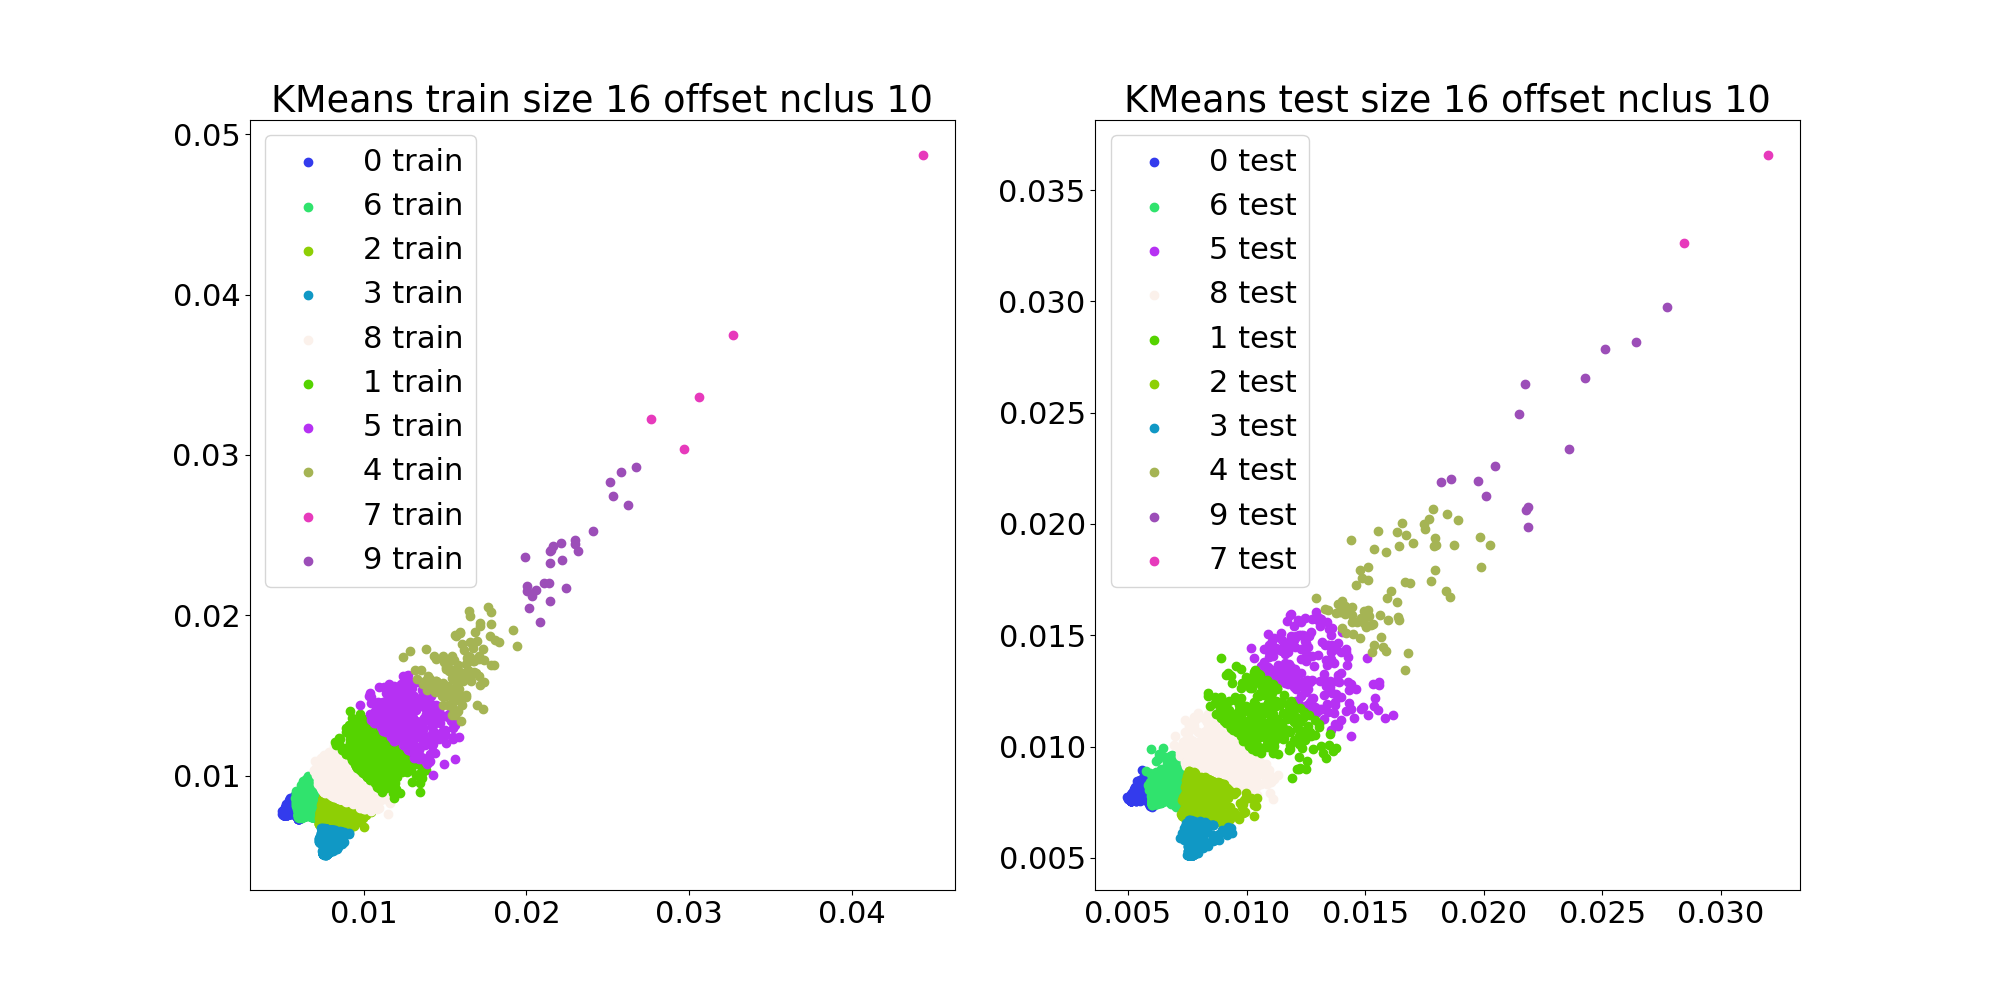 KMeans train size 16 offset nclus 10
0.05
0.04
0.03
0.02
0.01
0 train
6 train
2 train
3 train
8 train
1 train
5 train
4 train
7 train
9 train
0.01 0.02 0.03 0.04
KMeans test size 16 offset nclus 10
0.035
0.030
0.025
0.020
0.015
0.010
0.005
0 test
6 test
5 test
8 test
1 test
2 test
3 test
4 test
9 test
7 test
0.005 0.010 0.015 0.020 0.025 0.030